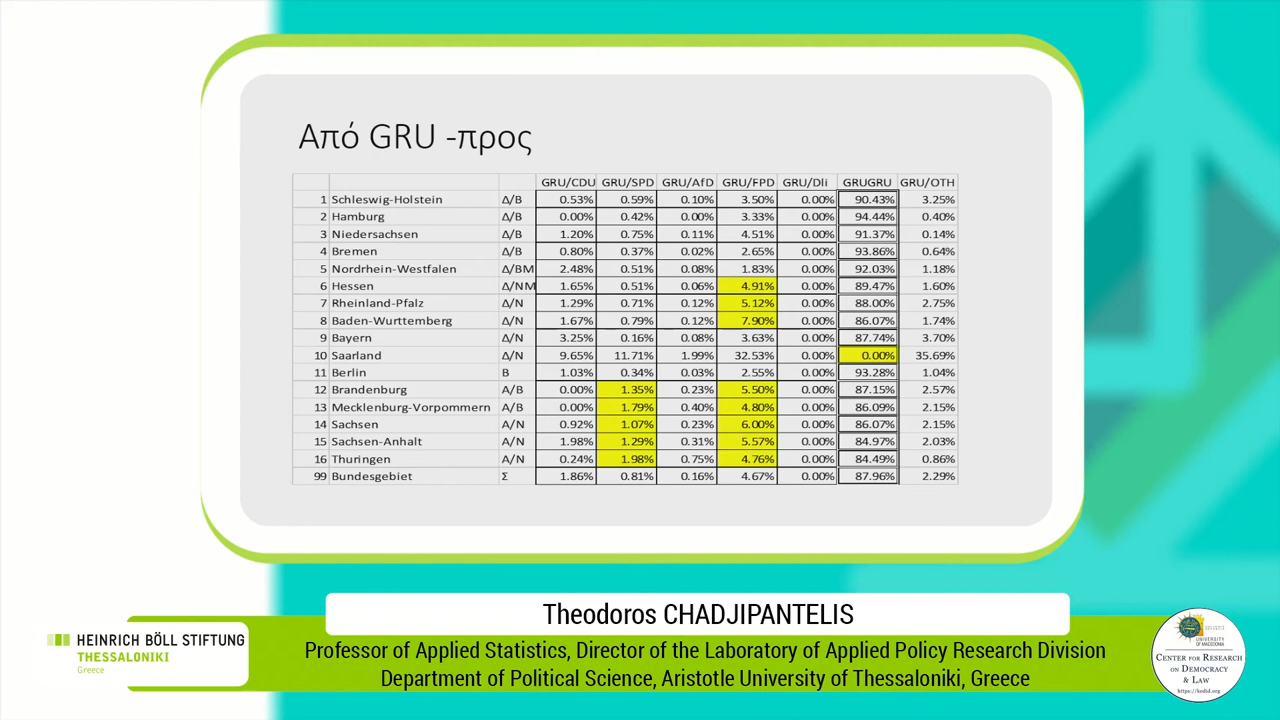 Από GRU -προς
GRU/CDU GRU/SPD GRU/AfD GRU/FPD GRU/Dli GRUGRU GRU/OTH
1 Schleswig-Holstein Δ/Β 0.53% 0.59% 0.10% 3.50% 0.00% 90.43% 3.25%
2 Hamburg Δ/Β 0.00% 0.42% 0.00% 3.33% 0.00% 94.44% 0.40%
3 Niedersachsen Δ/Β 1.20% 0.75% 0.11% 4.51% 0.00% 91.37% 0.14%
4 Bremen Δ/Β 0.80% 0.37% 0.02% 2.65% 0.00% 93.86% 0.64%
5 Nordrhein-Westfalen Δ/ΒΜ 2.48% 0.51% 0.08% 1.83% 0.00% 92.03% 1.18%
6 Hessen Δ/ΝΜ 1.65% 0.51% 0.06% 4.91% 0.00% 89.47% 1.60%
7 Rheinland-Pfalz Δ/Ν 1.29% 0.71% 0.12% 5.12% 0.00% 88.00% 2.75%
8 Baden-Wurttemberg Δ/Ν 1.67% 0.79% 0.12% 7.90% 0.00% 86.07% 1.74%
9 Bayern Δ/Ν 3.25% 0.16% 0.08% 3.63% 0.00% 87.74% 3.70%
10 Saarland Δ/Ν 9.65% 11.71% 1.99% 32.53% 0.00% 0.00% 35.69%
11 Berlin Β 1.03% 0.34% 0.03% 2.55% 0.00% 93.28% 1.04%
12 Brandenburg Α/Β 0.00% 1.35% 0.23% 5.50% 0.00% 87.15% 2.57%
13 Mecklenburg-Vorpommern Α/Β 0.00% 1.79% 0.40% 4.80% 0.00% 86.09% 2.15%
14 Sachsen Α/Ν 0.92% 1.07% 0.23% 6.00% 0.00% 86.07% 2.15%
15 Sachsen-Anhalt Α/Ν 1.98% 1.29% 0.31% 5.57% 0.00% 84.97% 2.03%
16 Thuringen Α/Ν 0.24% 1.98% 0.75% 4.76% 0.00% 84.49% 0.86%
99 Bundesgebiet Σ 1.86% 0.81% 0.16% 4.67% 0.00% 87.96% 2.29%
Theodoros CHADJIPANTELIS
Professor of Applied Statistics, Director of the Laboratory of Applied Policy Research Division
Department of Political Science, Aristotle University of Thessaloniki, Greece
HEINRICH BÖLL STIFTUNG
THESSALONIKI
Greece
UNIVERSITY
OF MACEDONIA
CENTER FOR RESEARCH
ON DEMOCRACY
& LAW
https://kedid.org